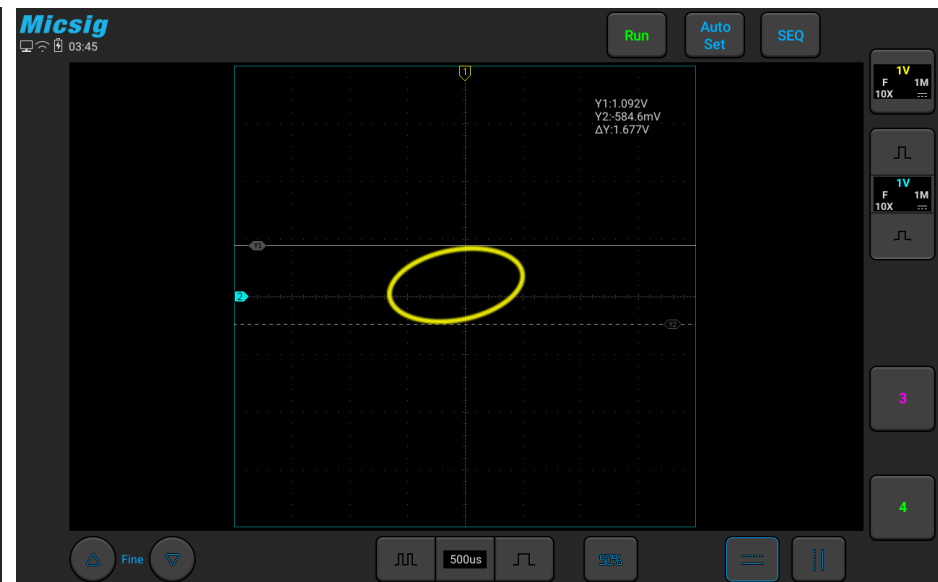 Micsig
03:45
Run
Auto
Set
SEQ
1
Y1:1.092V
Y2:-584.6mV
ΔY:1.677V
1V
F 1M
10X
1V
F 1M
10X
Y1
2
Y2
3
4
Fine
500us
50%